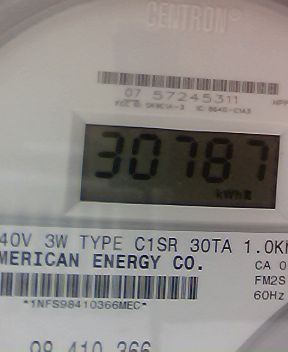 CENTRON®
07 57245311
30787
kWh
40V 3W TYPE C1SR 30TA 1.0K
MERICAN ENERGY CO.
CA 0
FM2S
60Hz
*1NFS98410366MEC*
98 410 366